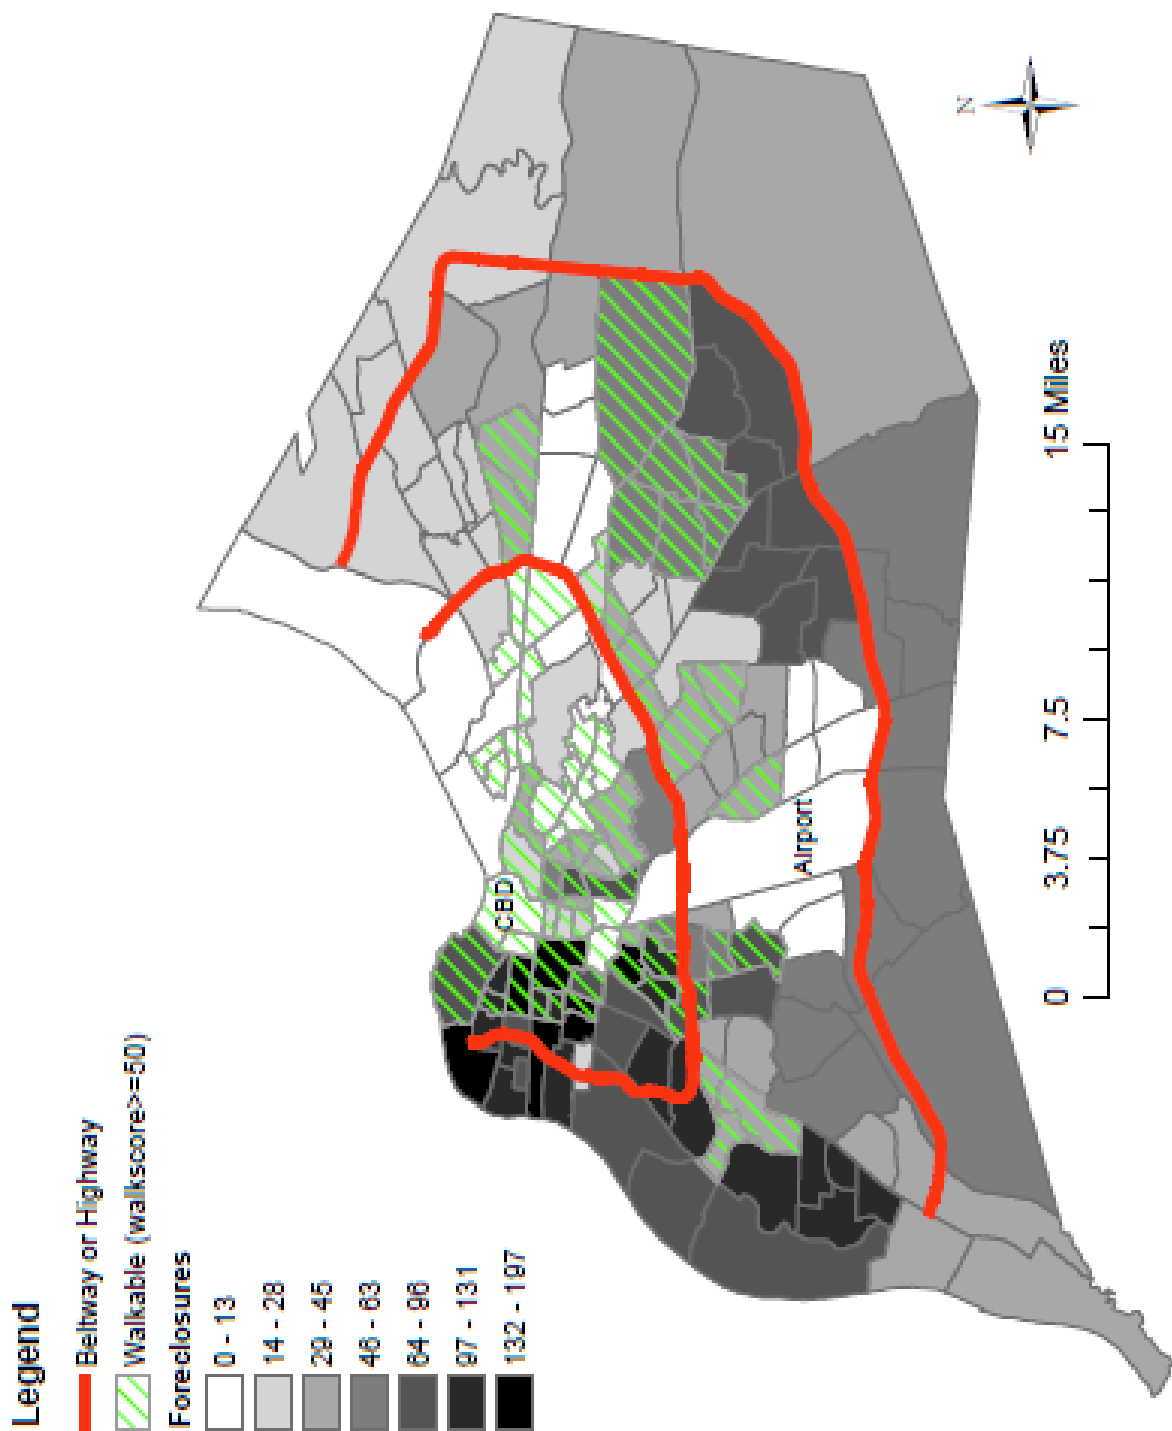 Legend
Beltway or Highway
Walkable (walkscore>=50)
Foreclosures
0 - 13
14 - 28
29 - 45
46 - 63
64 - 96
97 - 131
132 - 197
CBD
Airport
N
0 3.75 7.5 15 Miles